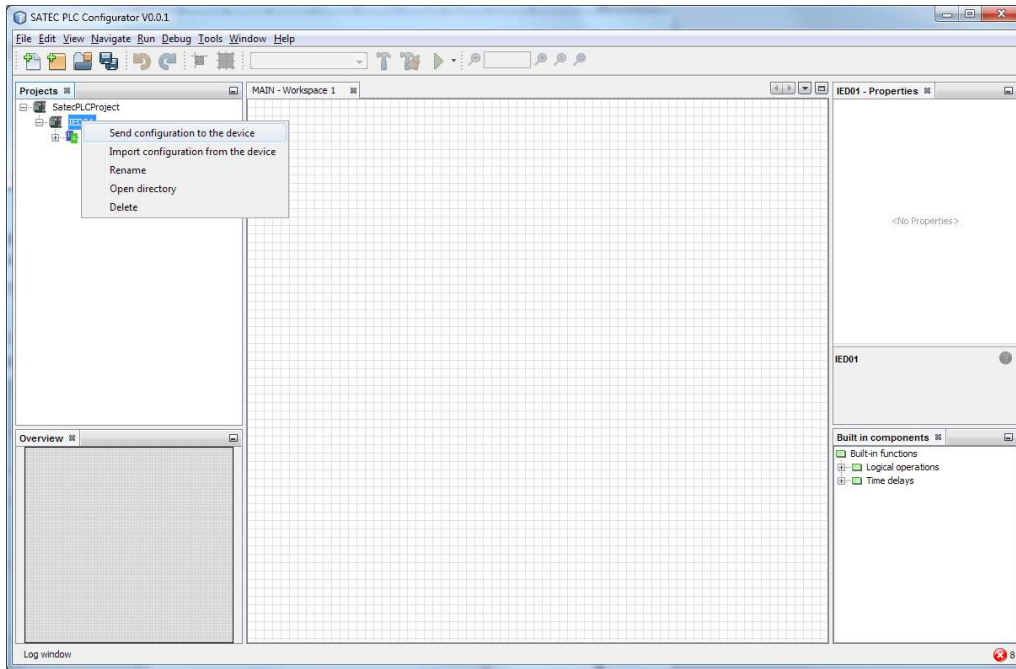 SATEC PLC Configurator V0.0.1
File Edit View Navigate Run Debug Tools Window Help
Projects
SatecPLCProject
Send configuration to the device
Import configuration from the device
Rename
Open directory
Delete
MAIN - Workspace 1
IED01 - Properties
<No Properties>
IED01
Overview
Built in components
Built-in functions
Logical operations
Time delays
Log window
8